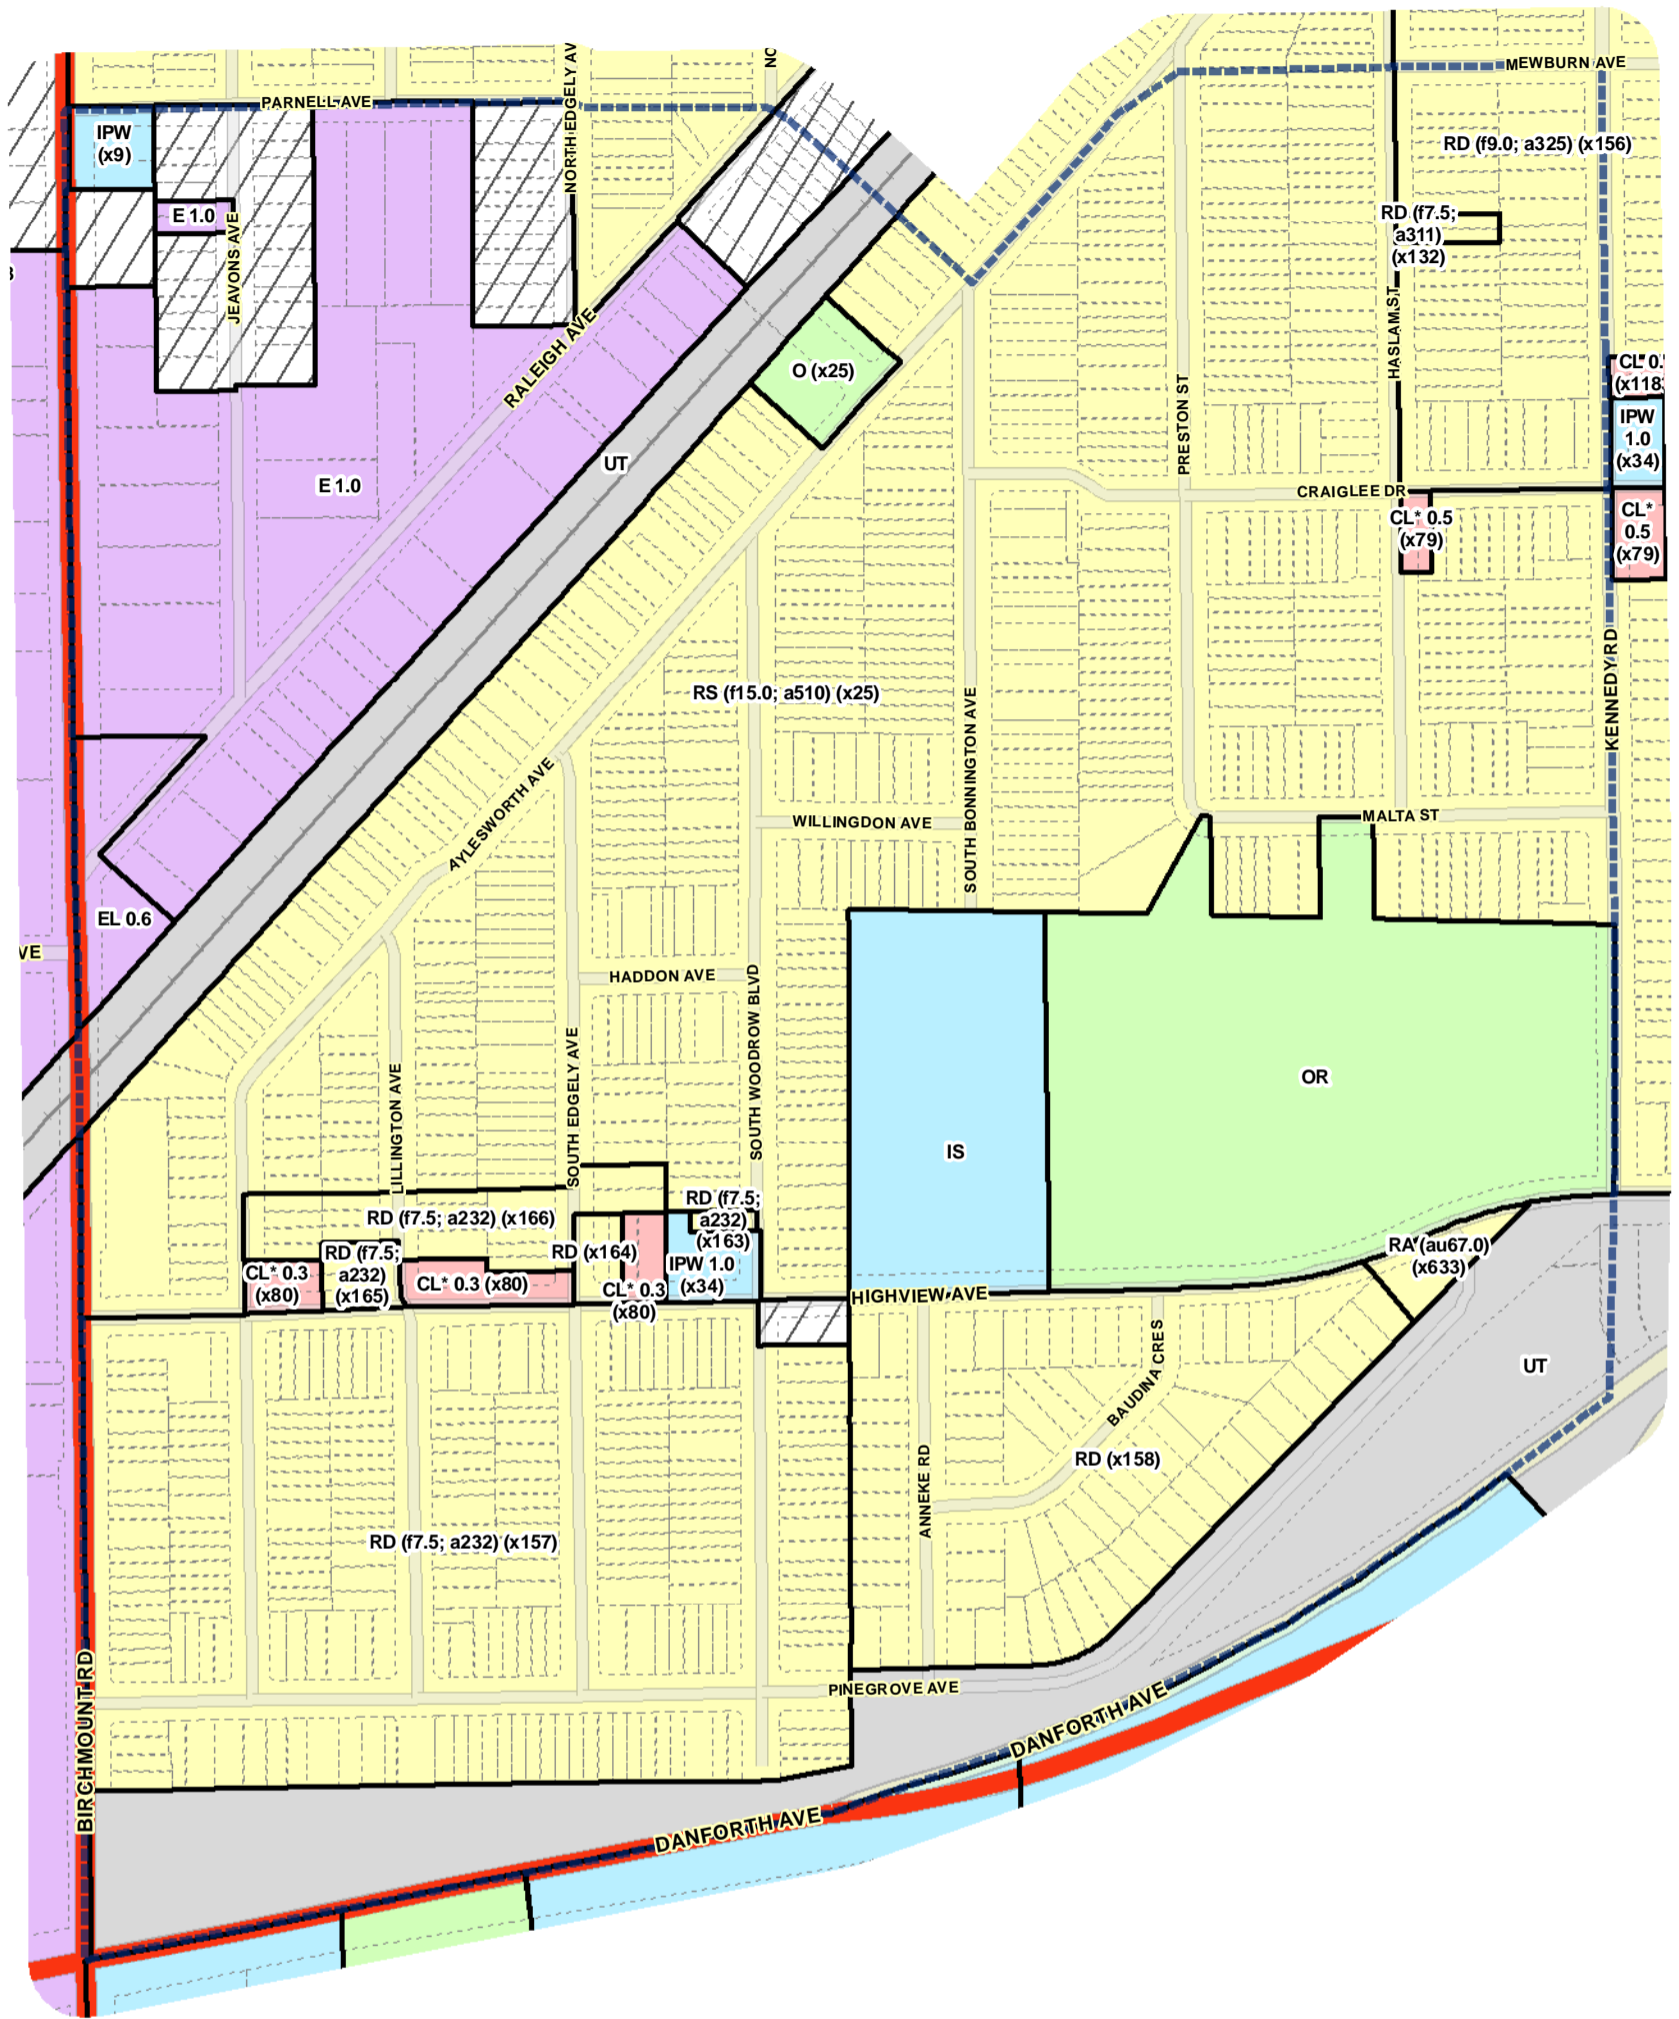 NO
NORTH EDGELY AV
MEWBURN AVE
PARNELL AVE
IPW
(x9)
RD (f9.0; a325) (x156)
E 1.0
JEAVONS AVE
RD (f7.5;
a311)
(x132)
3
HASLAM ST
RALEIGH AVE
O (x25)
PRESTON ST
CL 0.
(x118
IPW
1.0
(x34)
UT
E 1.0
CRAIGLEE DR
CL* 0.5
(x79)
CL*
0.5
(x79)
KENNEDY RD
RS (f15.0; a510) (x25)
SOUTH BONNINGTON AVE
AYLESWORTH AVE
WILLINGDON AVE
MALTA ST
EL 0.6
VE
HADDON AVE
SOUTH WOODROW BLVD
OR
LILLINGTON AVE
SOUTH EDGELY AVE
IS
RD (f7.5; a232) (x166)
RD (f7.5;
a232)
(x163)
RD (x164)
RD (f7.5;
a232)
(x165)
CL* 0.3
(x80)
CL* 0.3 (x80)
CL* 0.3
(x80)
IPW 1.0
(x34)
RA (au67.0)
(x633)
HIGHVIEW AVE
UT
BAUDINA CRES
ANNEKE RD
RD (x158)
RD (f7.5; a232) (x157)
PINEGROVE AVE
BIRCHMOUNT RD
DANFORTH AVE
DANFORTH AVE